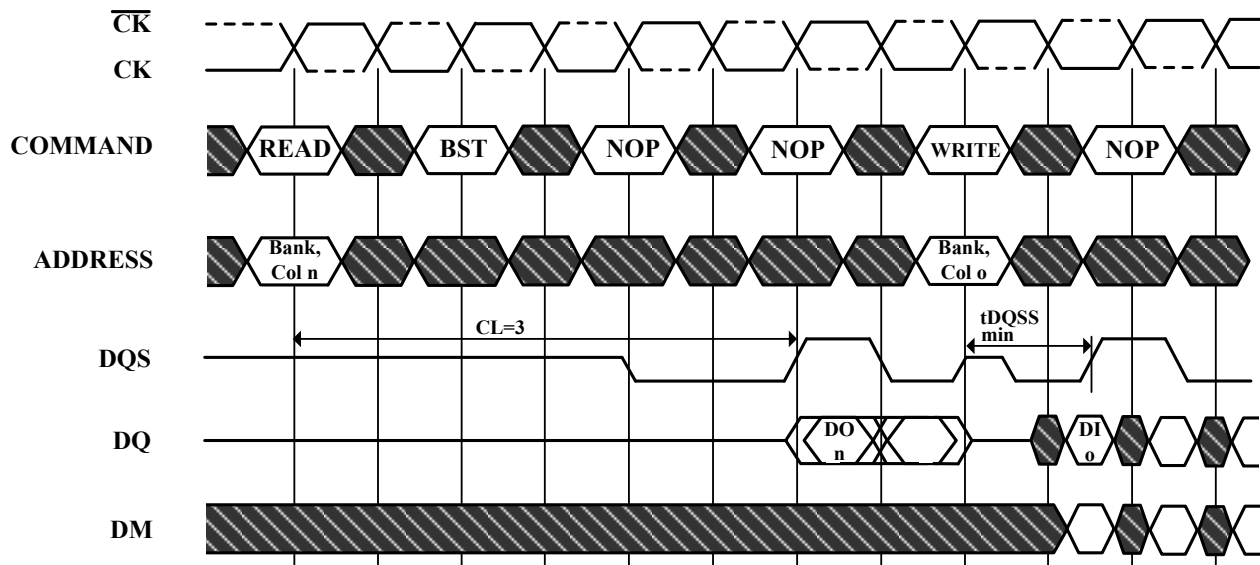 CK
CK
COMMAND
READ
BST
NOP
NOP
WRITE
NOP
ADDRESS
Bank,
Col n
Bank,
Col o
DQS
CL=3
tDQSS
min
DQ
DO
n
DI
o
DM